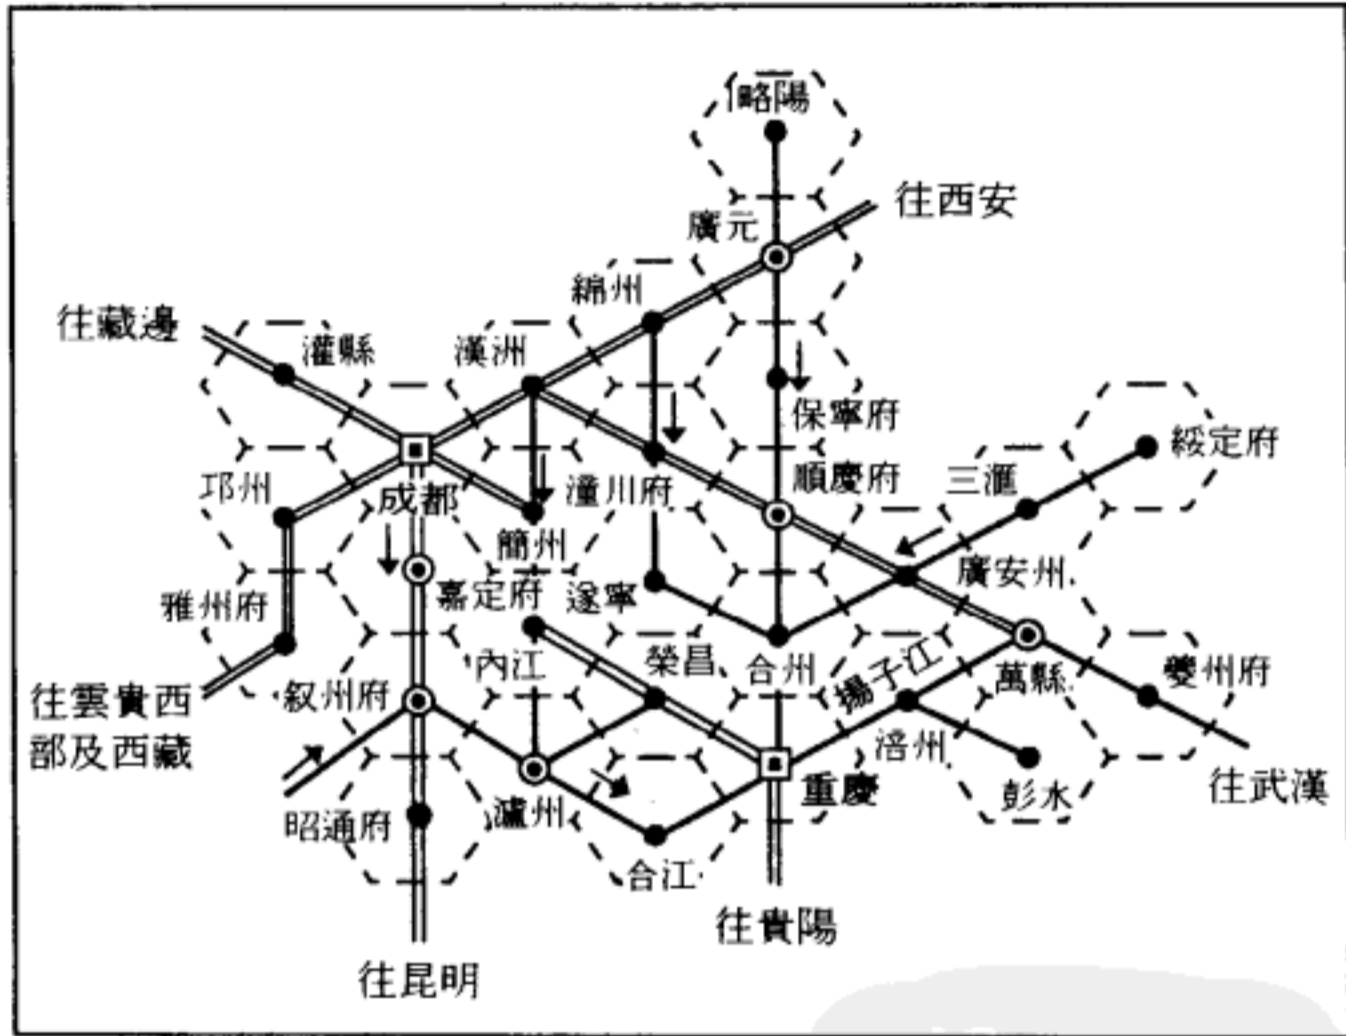 略陽
往西安
廣元
綿州
往藏邊
灌縣
漢洲
保寧府
綏定府
順慶府
三滙
邛州
成都
潼川府
簡州
廣安州
嘉定府
遂寧
雅州府
內江
榮昌
合州
揚子江
萬縣
夔州府
叙州府
往雲貴西
部及西藏
涪州
彭水
往武漢
重慶
昭通府
瀘州
合江
往貴陽
往昆明